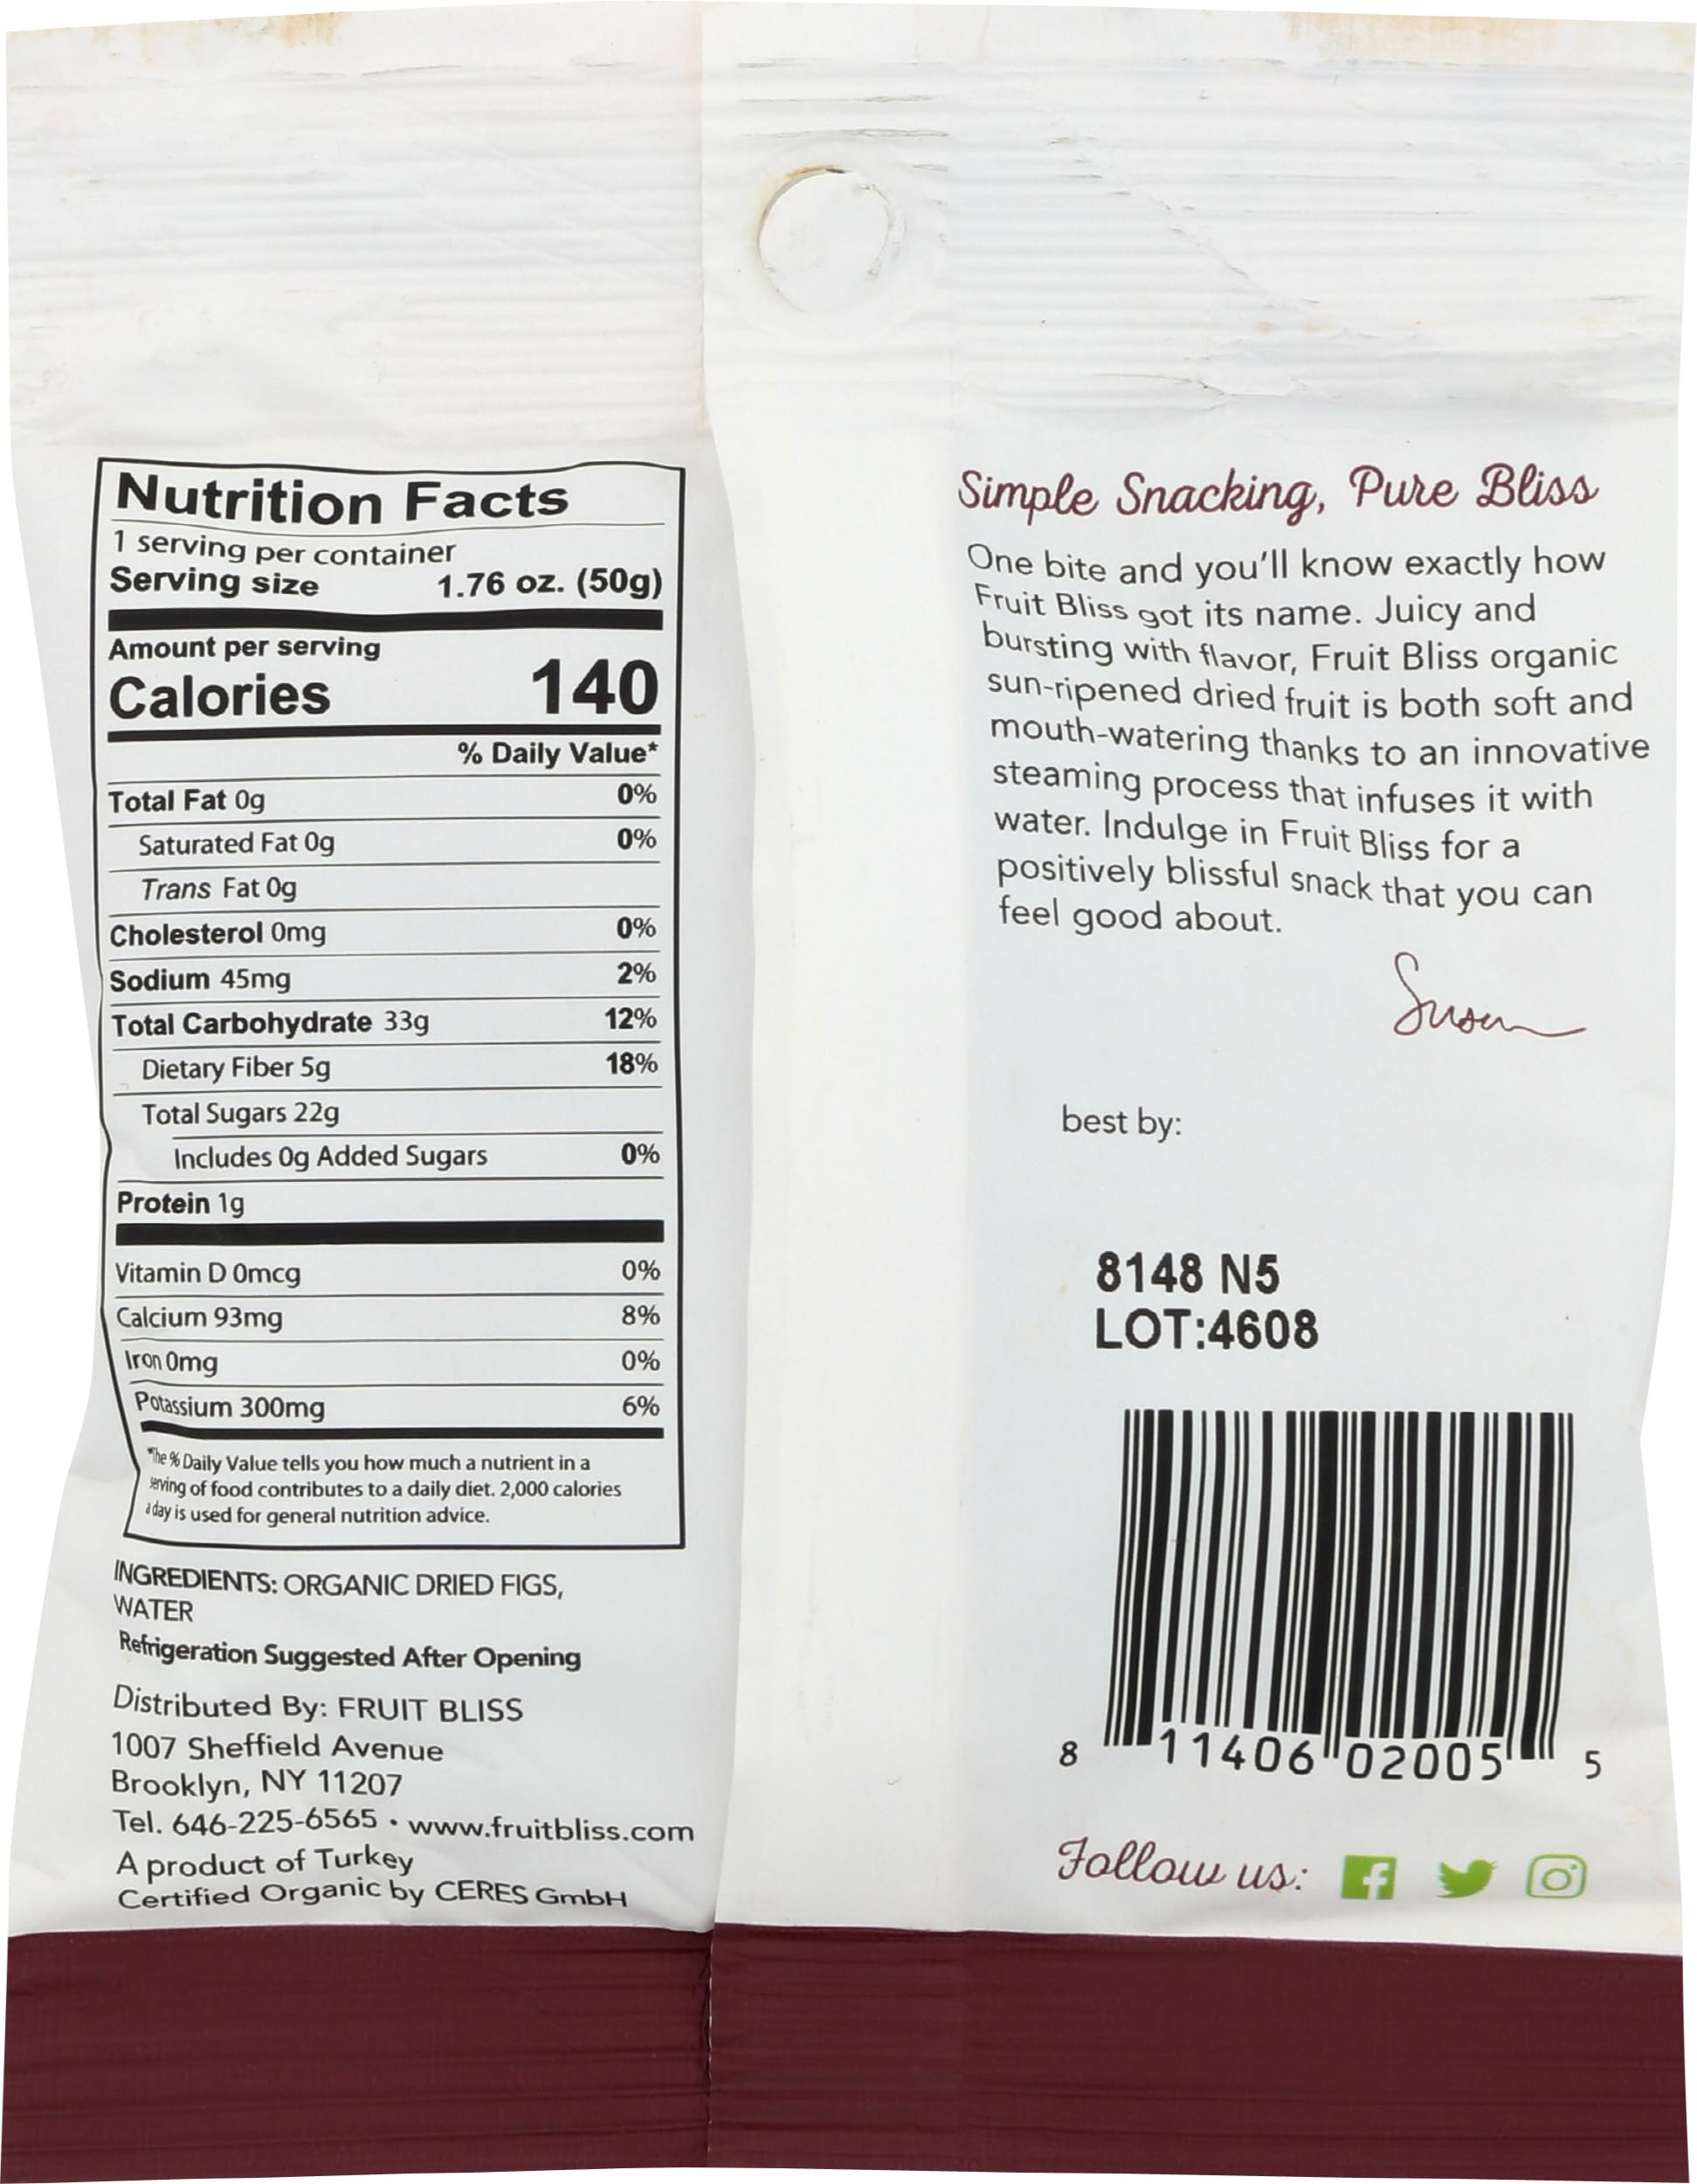 Nutrition Facts
1 serving per container
Serving size 1.76 oz. (50g)
Amount per serving
Calories 140
% Daily Value*
Total Fat 0g 0%
Saturated Fat 0g 0%
Trans Fat 0g
Cholesterol 0mg 0%
Sodium 45mg 2%
Total Carbohydrate 33g 12%
Dietary Fiber 5g 18%
Total Sugars 22g
Includes 0g Added Sugars 0%
Protein 1g
Vitamin D 0mcg 0%
Calcium 93mg 8%
Iron 0mg 0%
Potassium 300mg 6%
*The % Daily Value tells you how much a nutrient in a
serving of food contributes to a daily diet. 2,000 calories
a day is used for general nutrition advice.
INGREDIENTS: ORGANIC DRIED FIGS,
WATER
Refrigeration Suggested After Opening
Distributed By: FRUIT BLISS
1007 Sheffield Avenue
Brooklyn, NY 11207
Tel. 646-225-6565 • www.fruitbliss.com
A product of Turkey
Certified Organic by CERES GmbH
Simple Snacking, Pure Bliss
One bite and you'll know exactly how
Fruit Bliss got its name. Juicy and
bursting with flavor, Fruit Bliss organic
sun-ripened dried fruit is both soft and
mouth-watering thanks to an innovative
steaming process that infuses it with
water. Indulge in Fruit Bliss for a
positively blissful snack that you can
feel good about.
Susan
best by:
8148 N5
LOT:4608
8 11406 02005 5
Follow us: